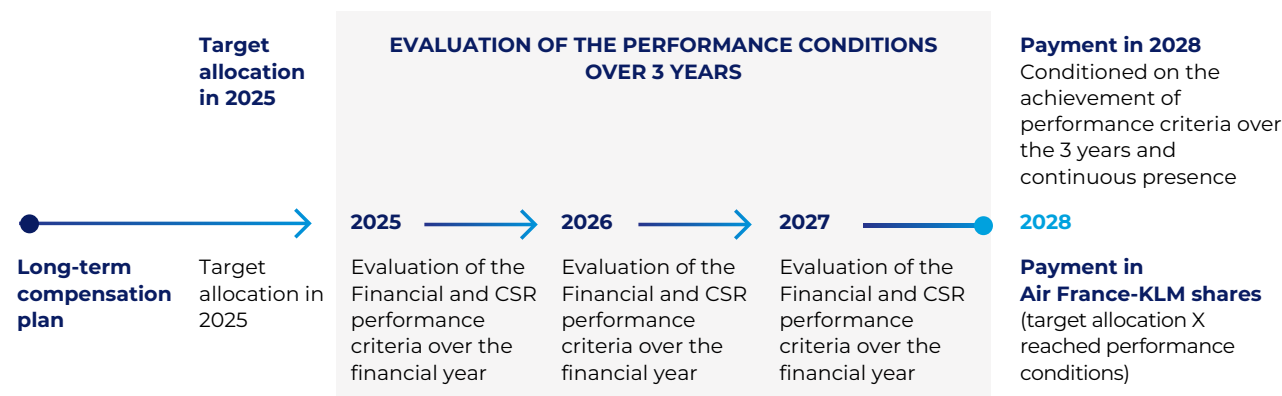 Target
allocation
in 2025
EVALUATION OF THE PERFORMANCE CONDITIONS
OVER 3 YEARS
Payment in 2028
Conditioned on the
achievement of
performance criteria over
the 3 years and
continuous presence
Long-term
compensation
plan
Target
allocation in
2025
2025
Evaluation of the
Financial and CSR
performance
criteria over the
financial year
2026
Evaluation of the
Financial and CSR
performance
criteria over the
financial year
2027
Evaluation of the
Financial and CSR
performance
criteria over the
financial year
2028
Payment in
Air France-KLM shares
(target allocation X
reached performance
conditions)